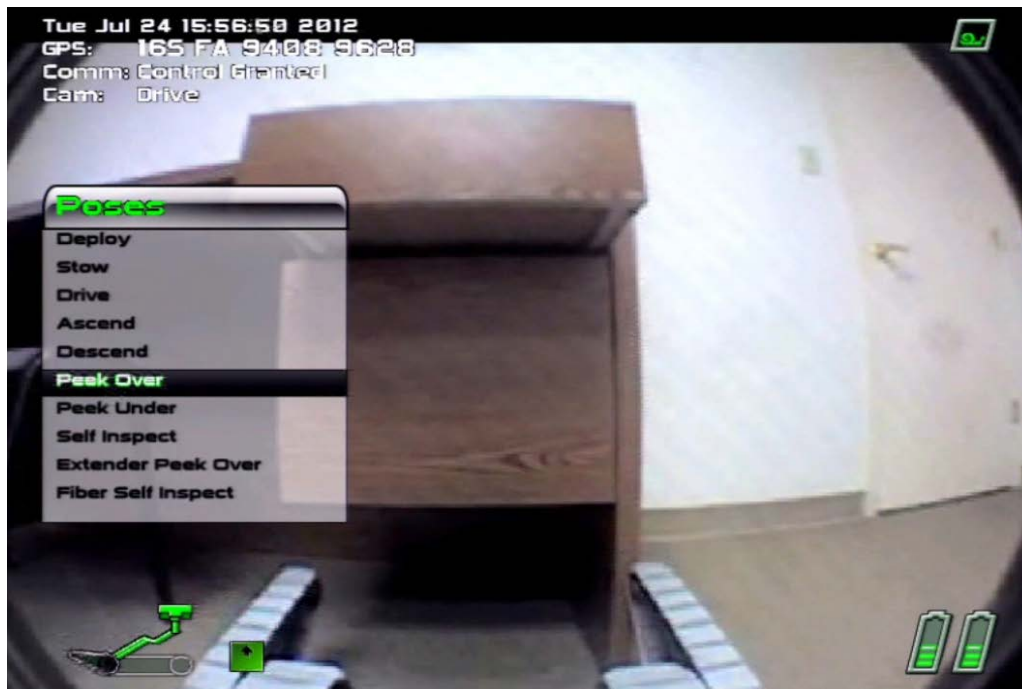 Tue Jul 24 15:56:50 2012
GPS: 16S FA 9408 9628
Comm: Control Granted
Cam: Drive
Poses
Deploy
Stow
Drive
Ascend
Descend
Peek Over
Peek Under
Self Inspect
Extender Peek Over
Fiber Self Inspect